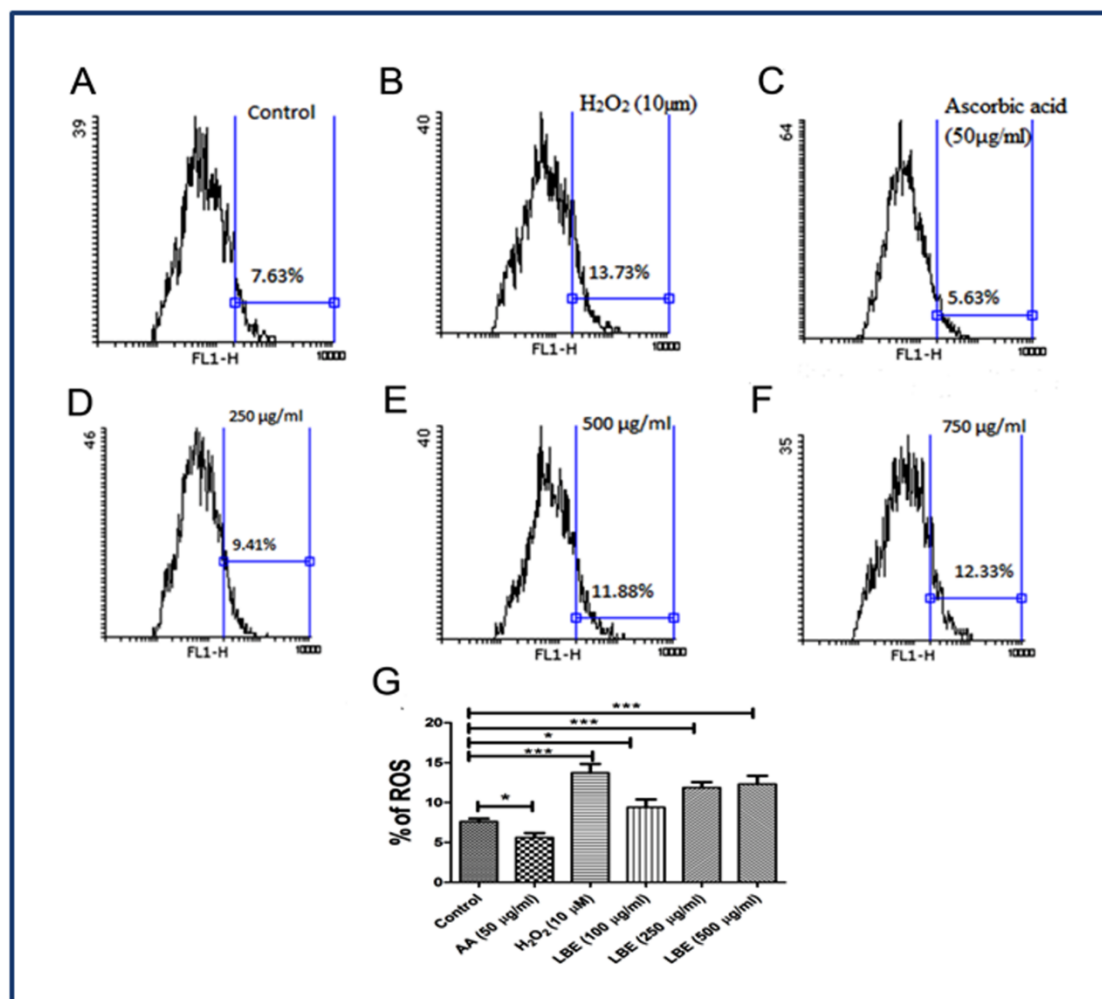 A
Control
39
7.63%
FL1-H
10000
B
H₂O₂ (10μm)
40
13.73%
FL1-H
10000
C
Ascorbic acid
(50μg/ml)
64
5.63%
FL1-H
10000
D
250 μg/ml
46
9.41%
FL1-H
10000
E
500 μg/ml
40
11.88%
FL1-H
10000
F
750 μg/ml
35
12.33%
FL1-H
10000
G
% of ROS
20
15
10
5
0
***
***
*
***
*
Control
AA (50 μg/ml)
H₂O₂ (10 μM)
LBE (100 μg/ml)
LBE (250 μg/ml)
LBE (500 μg/ml)